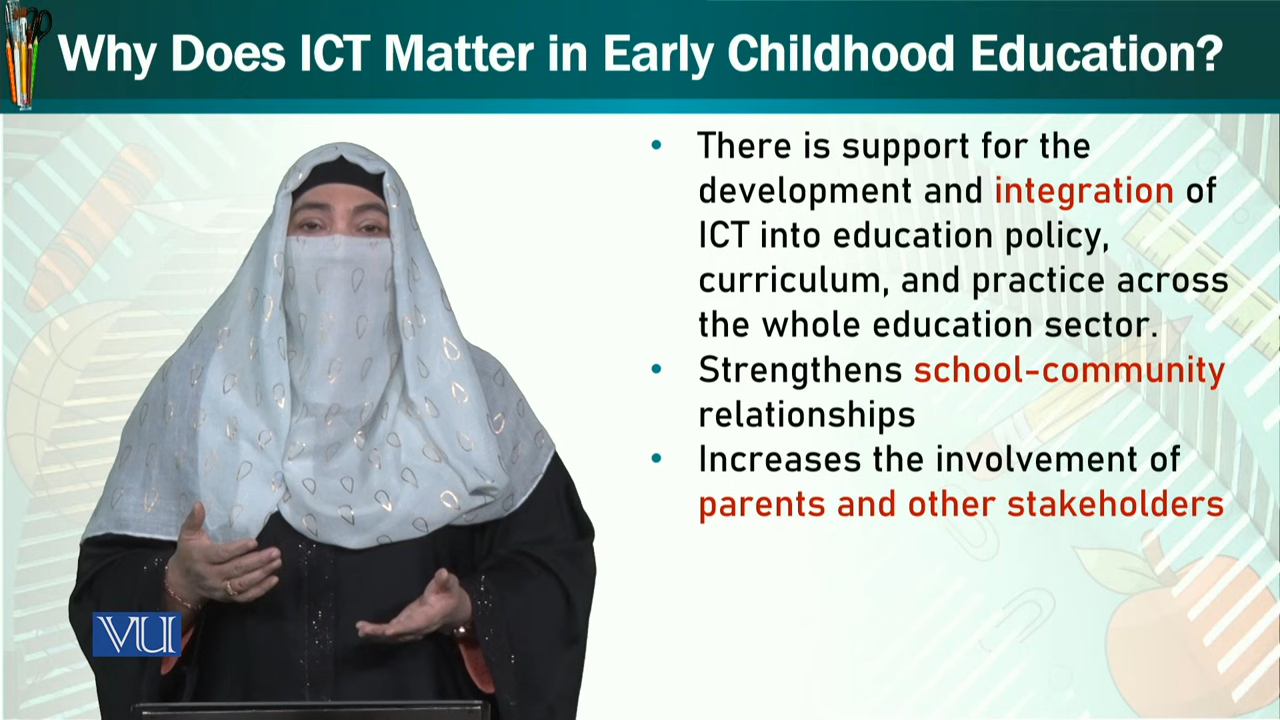 Why Does ICT Matter in Early Childhood Education?
• There is support for the
development and integration of
ICT into education policy,
curriculum, and practice across
the whole education sector.
• Strengthens school-community
relationships
• Increases the involvement of
parents and other stakeholders
VU